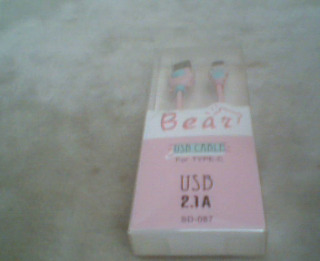 Bear
USB CABLE
For TYPE-C
USB
2.1A
BD-087